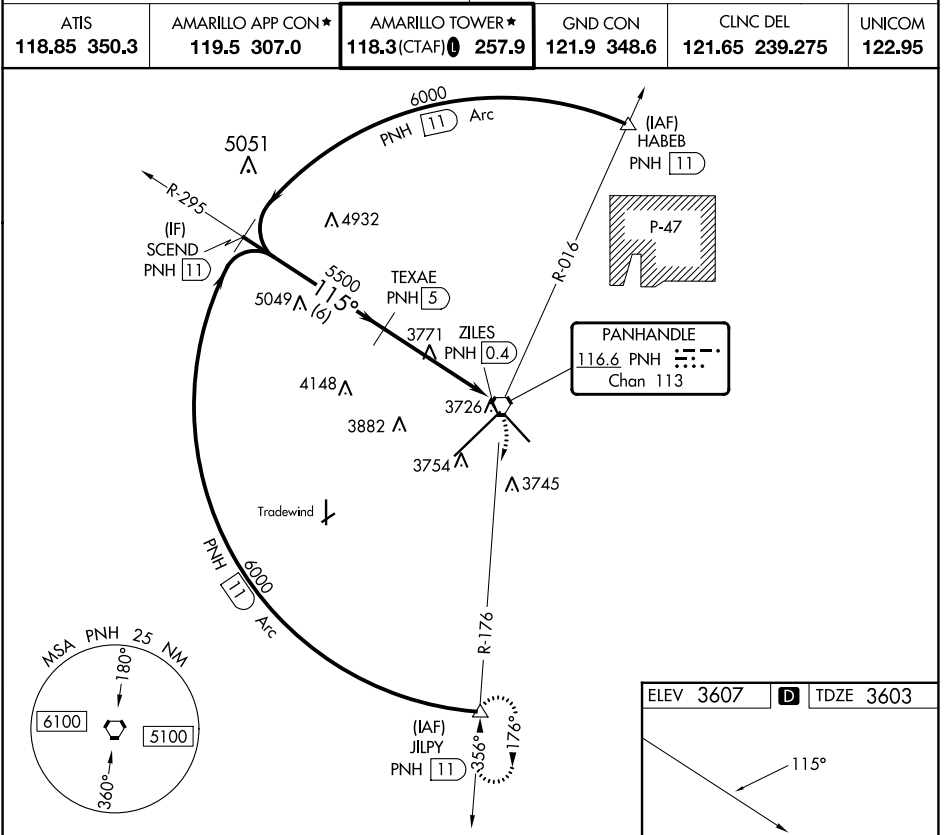 ATIS
118.85 350.3
AMARILLO APP CON★
119.5 307.0
AMARILLO TOWER★
118.3(CTAF) L 257.9
GND CON
121.9 348.6
CLNC DEL
121.65 239.275
UNICOM
122.95
6000
PNH 11 Arc
(IAF)
HABEB
PNH 11
5051
R-295
4932
P-47
(IF)
SCEND
PNH 11
R-016
5500
115°
5049 (6)
TEXAE
PNH 5
3771
ZILES
PNH 0.4
PANHANDLE
116.6 PNH
Chan 113
4148
3726
3882
3754
3745
Tradewind
6000
PNH 11 Arc
R-176
MSA PNH 25 NM
180°
6100
5100
360°
(IAF)
JILPY
PNH 11
356°
176°
ELEV 3607 D TDZE 3603
115°